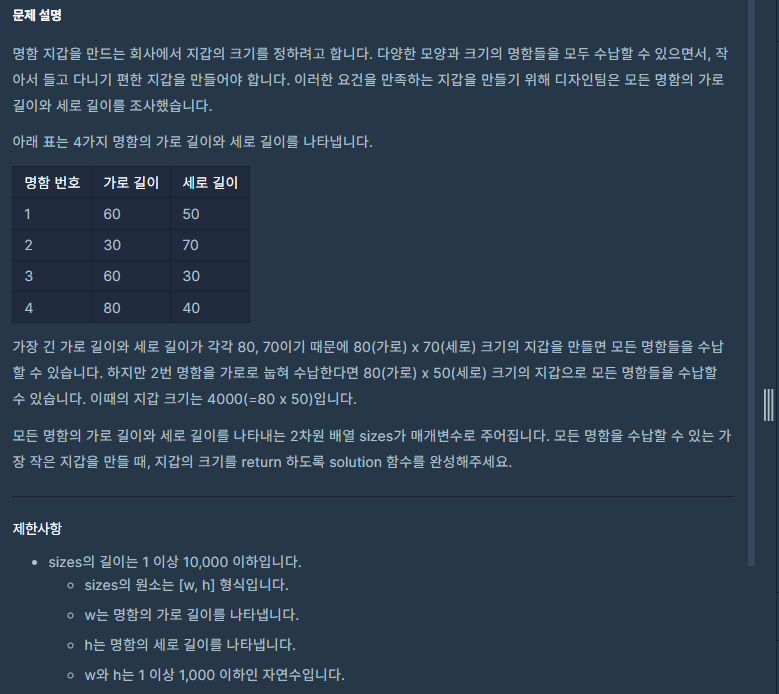 문제 설명
명함 지갑을 만드는 회사에서 지갑의 크기를 정하려고 합니다. 다양한 모양과 크기의 명함들을 모두 수납할 수 있으면서, 작
아서 들고 다니기 편한 지갑을 만들어야 합니다. 이러한 요건을 만족하는 지갑을 만들기 위해 디자인팀은 모든 명함의 가로
길이와 세로 길이를 조사했습니다.
아래 표는 4가지 명함의 가로 길이와 세로 길이를 나타냅니다.
명함 번호 가로 길이 세로 길이
1 60 50
2 30 70
3 60 30
4 80 40
가장 긴 가로 길이와 세로 길이가 각각 80, 70이기 때문에 80(가로) x 70(세로) 크기의 지갑을 만들면 모든 명함들을 수납
할 수 있습니다. 하지만 2번 명함을 가로로 눕혀 수납한다면 80(가로) x 50(세로) 크기의 지갑으로 모든 명함들을 수납할
수 있습니다. 이때의 지갑 크기는 4000(=80 x 50)입니다.
모든 명함의 가로 길이와 세로 길이를 나타내는 2차원 배열 sizes가 매개변수로 주어집니다. 모든 명함을 수납할 수 있는 가
장 작은 지갑을 만들 때, 지갑의 크기를 return 하도록 solution 함수를 완성해주세요.
제한사항
• sizes의 길이는 1 이상 10,000 이하입니다.
◦ sizes의 원소는 [w, h] 형식입니다.
◦ w는 명함의 가로 길이를 나타냅니다.
◦ h는 명함의 세로 길이를 나타냅니다.
◦ w와 h는 1 이상 1,000 이하인 자연수입니다.